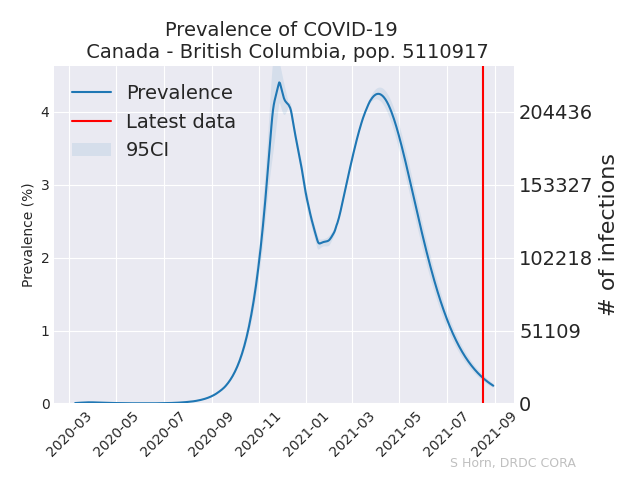 Prevalence of COVID-19
Canada - British Columbia, pop. 5110917
Prevalence
Latest data
95CI
Prevalence (%)
4
3
2
1
0
204436
153327
102218
51109
0
# of infections
2020-03
2020-05
2020-07
2020-09
2020-11
2021-01
2021-03
2021-05
2021-07
2021-09
S Horn, DRDC CORA